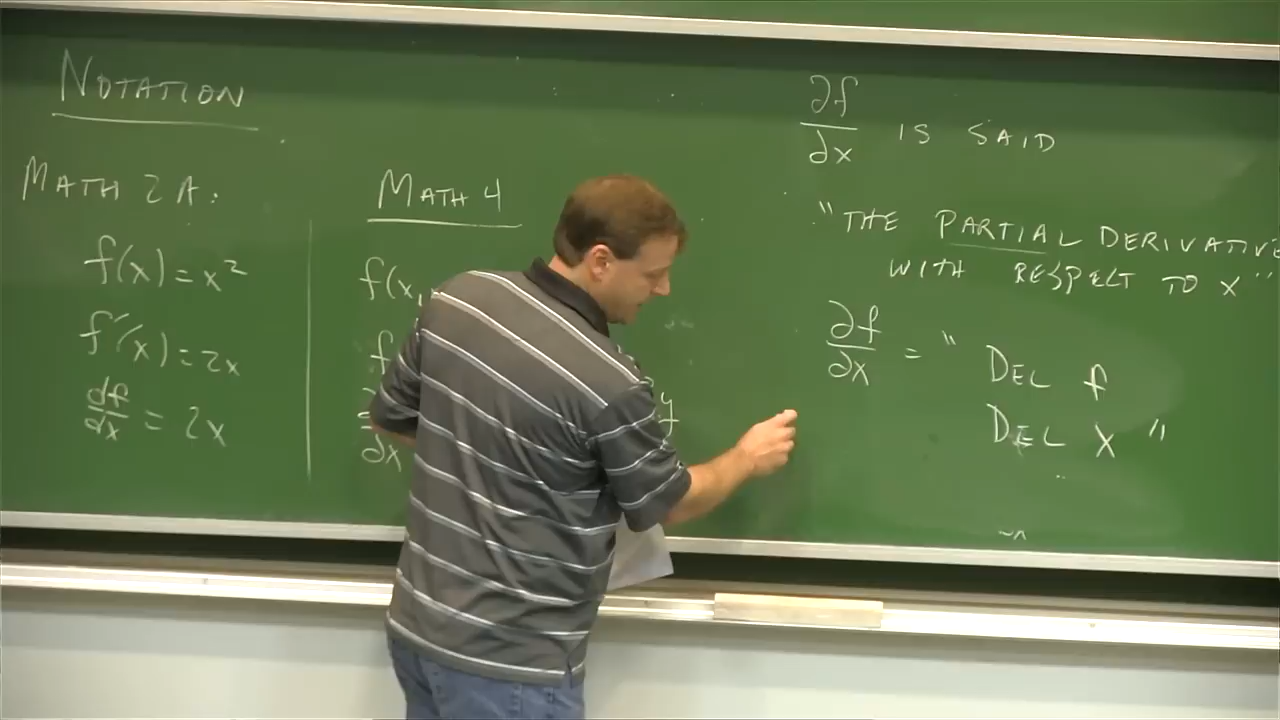 NOTATION
MATH 2A:
f(x) = x²
f'(x) = 2x
df/dx = 2x
MATH 4
f(x,
f
∂x
y
∂f/∂x IS SAID
"THE PARTIAL DERIVATIVE
WITH RESPECT TO X"
∂f/∂x = " DEL f
DEL X "